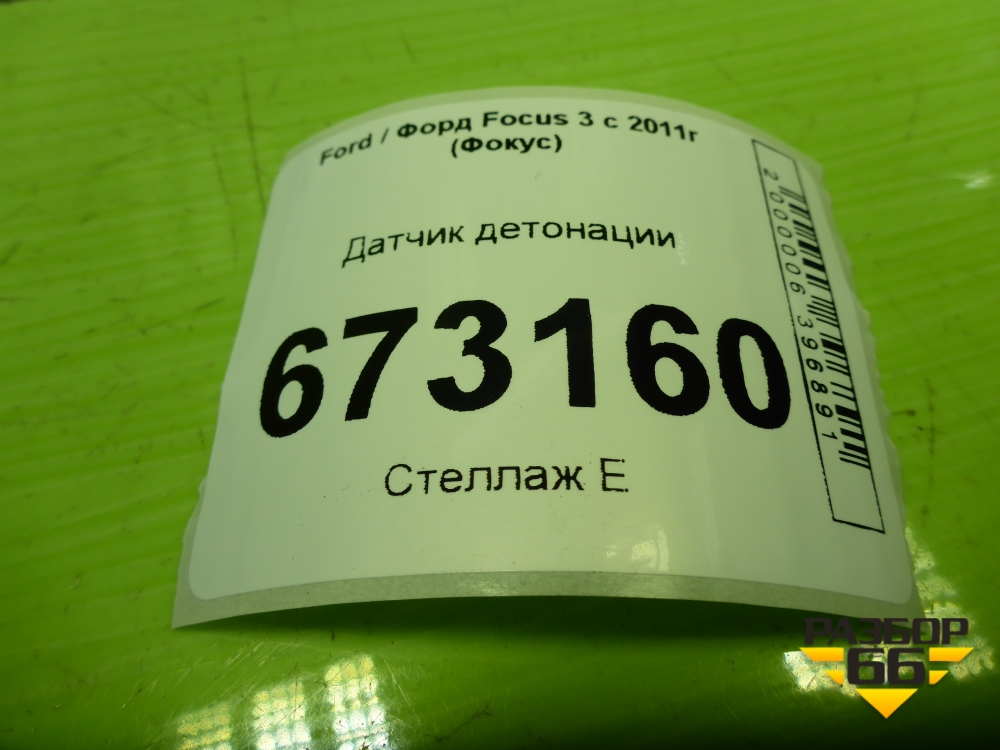 Ford / Форд Focus 3 с 2011г
(Фокус)
Датчик детонации
673160
Стеллаж Е
2000006396891
РАЗБОР
66